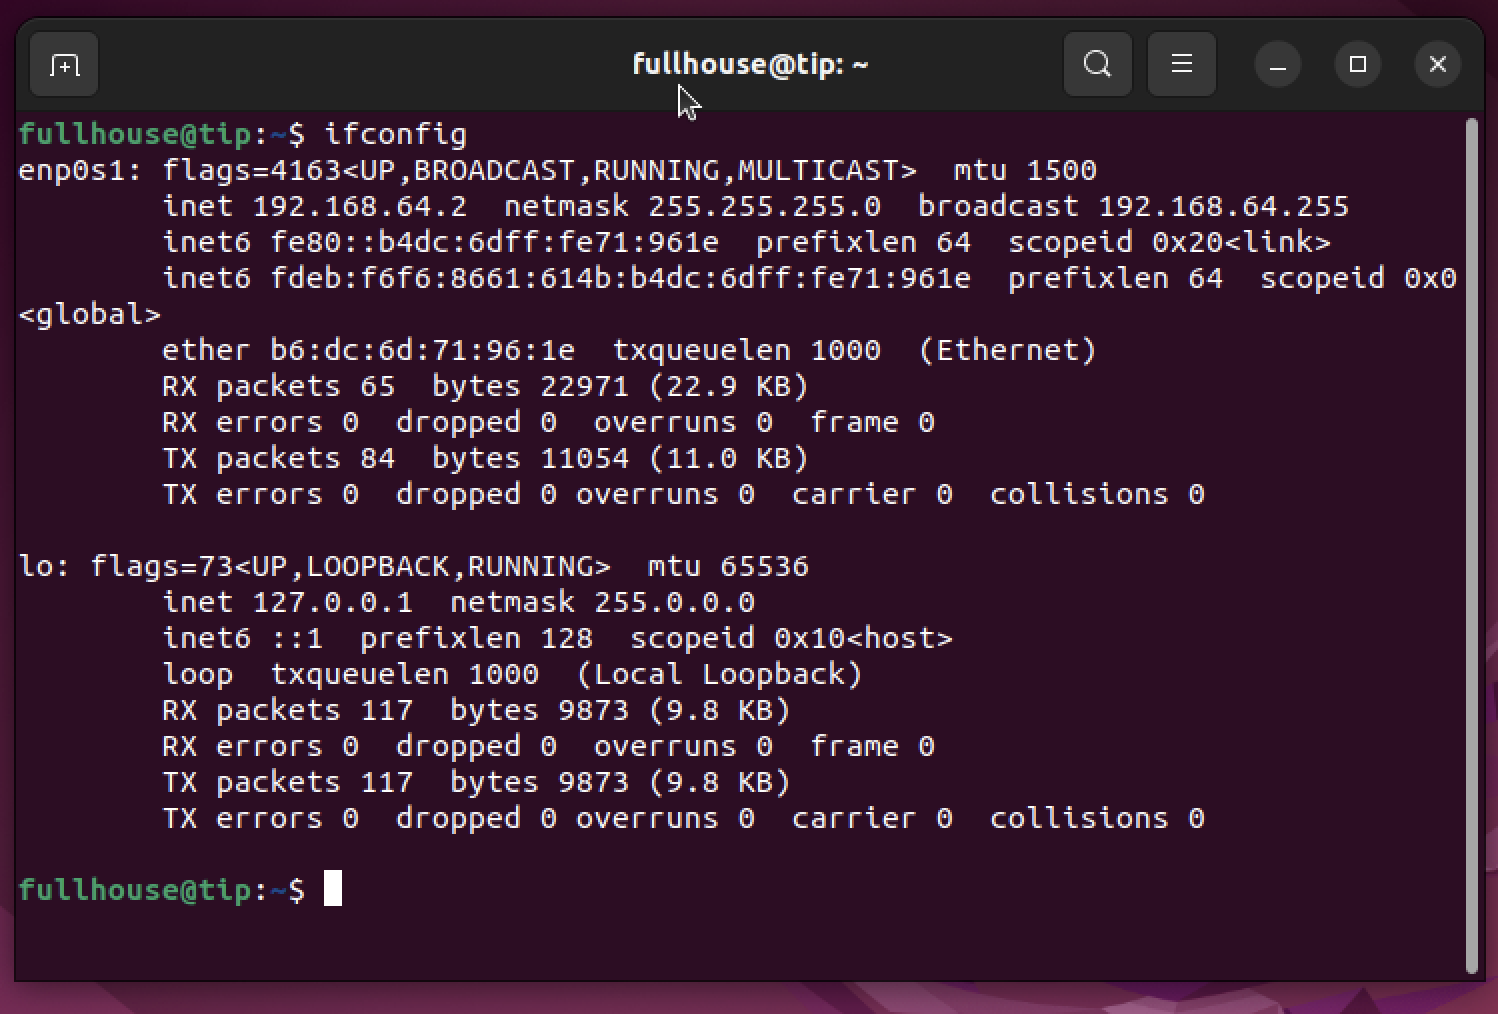 fullhouse@tip: ~
fullhouse@tip:~$ ifconfig
enp0s1: flags=4163<UP,BROADCAST,RUNNING,MULTICAST>  mtu 1500
        inet 192.168.64.2  netmask 255.255.255.0  broadcast 192.168.64.255
        inet6 fe80::b4dc:6dff:fe71:961e  prefixlen 64  scopeid 0x20<link>
        inet6 fdeb:f6f6:8661:614b:b4dc:6dff:fe71:961e  prefixlen 64  scopeid 0x0
<global>
        ether b6:dc:6d:71:96:1e  txqueuelen 1000  (Ethernet)
        RX packets 65  bytes 22971 (22.9 KB)
        RX errors 0  dropped 0  overruns 0  frame 0
        TX packets 84  bytes 11054 (11.0 KB)
        TX errors 0  dropped 0 overruns 0  carrier 0  collisions 0

lo: flags=73<UP,LOOPBACK,RUNNING>  mtu 65536
        inet 127.0.0.1  netmask 255.0.0.0
        inet6 ::1  prefixlen 128  scopeid 0x10<host>
        loop  txqueuelen 1000  (Local Loopback)
        RX packets 117  bytes 9873 (9.8 KB)
        RX errors 0  dropped 0  overruns 0  frame 0
        TX packets 117  bytes 9873 (9.8 KB)
        TX errors 0  dropped 0 overruns 0  carrier 0  collisions 0

fullhouse@tip:~$